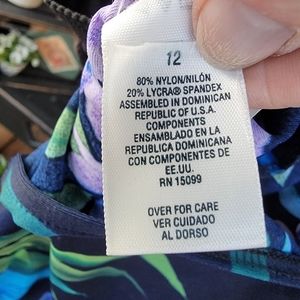 12
80% NYLON/NILÓN
20% LYCRA® SPANDEX
ASSEMBLED IN DOMINICAN
REPUBLIC OF U.S.A.
COMPONENTS
ENSAMBLADO EN LA
REPUBLICA DOMINICANA
CON COMPONENTES DE
EE.UU.
RN 15099
OVER FOR CARE
VER CUIDADO
AL DORSO